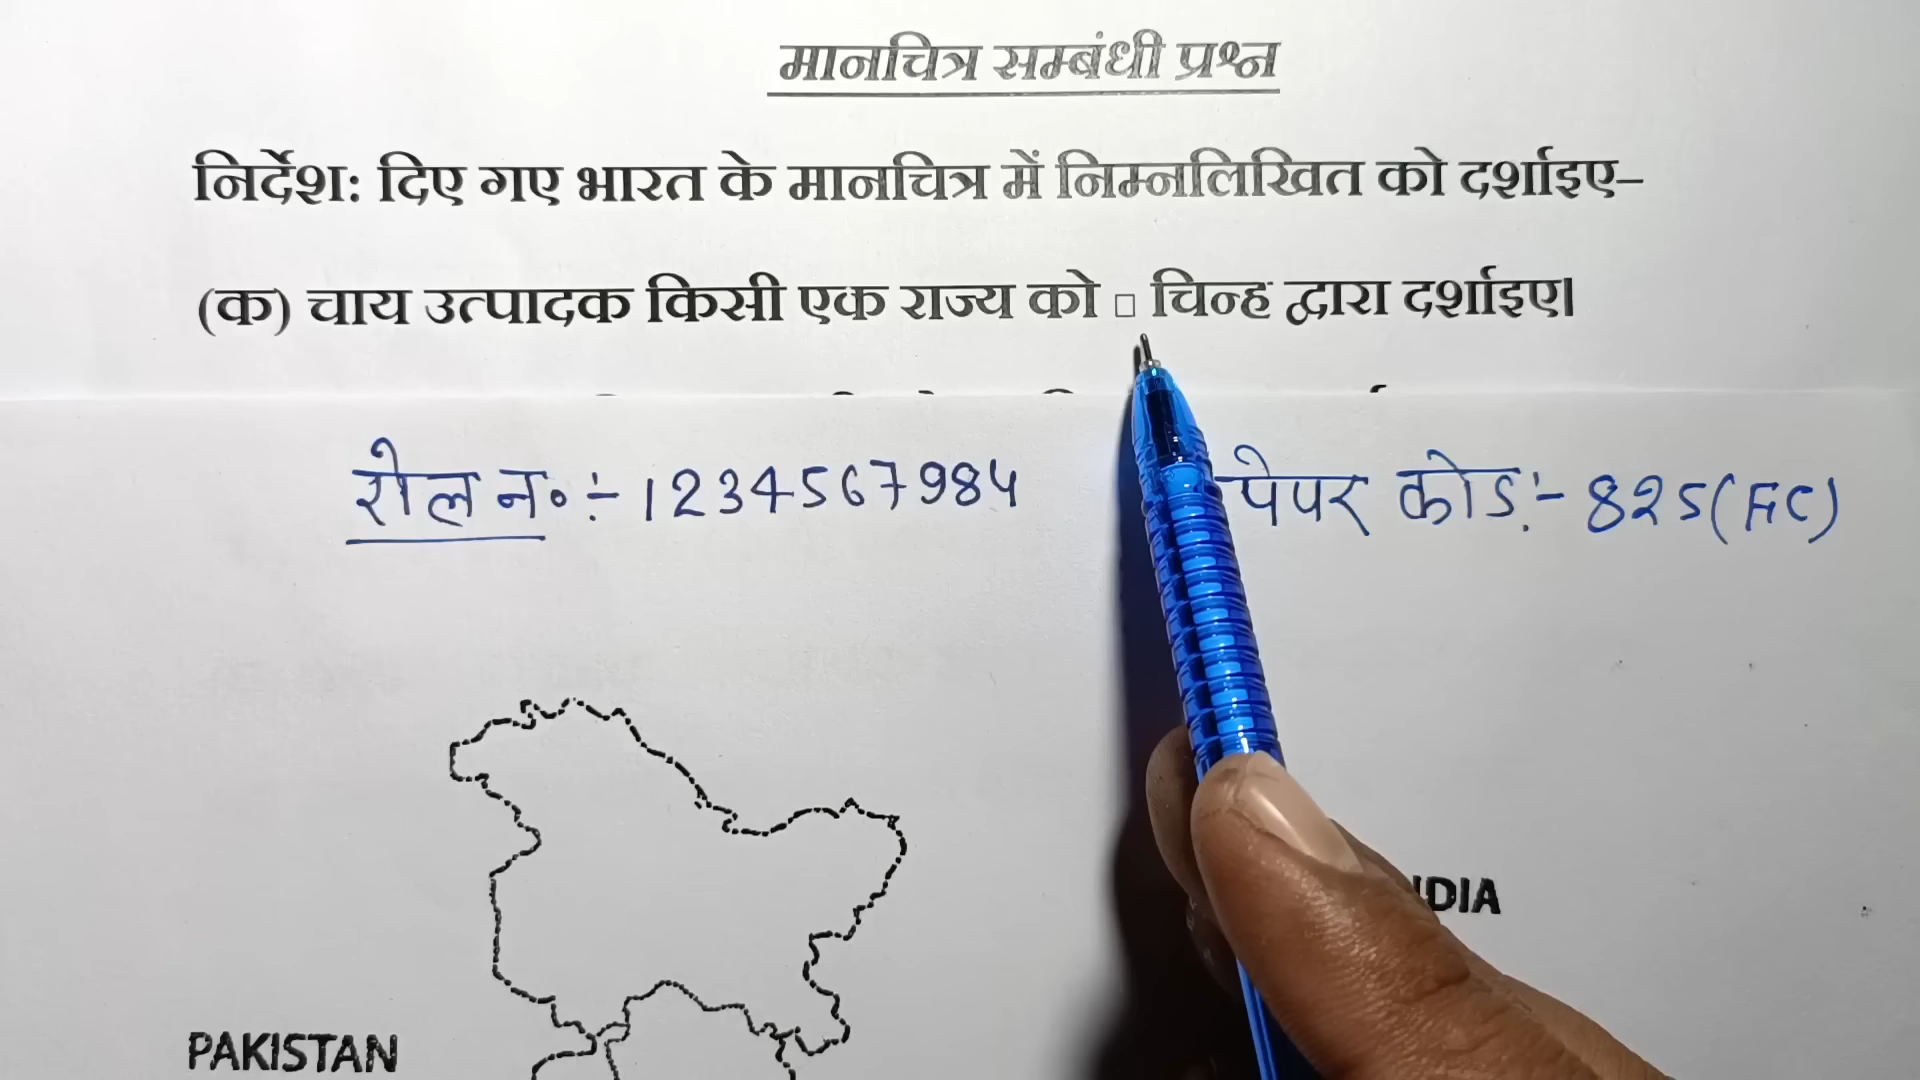 मानचित्र सम्बंधी प्रश्न
निर्देश: दिए गए भारत के मानचित्र में निम्नलिखित को दर्शाइए–
(क) चाय उत्पादक किसी एक राज्य को □ चिन्ह द्वारा दर्शाइए।
रोल न० :- 1234567984 पेपर कोड :- 825(FC)
DIA
PAKISTAN